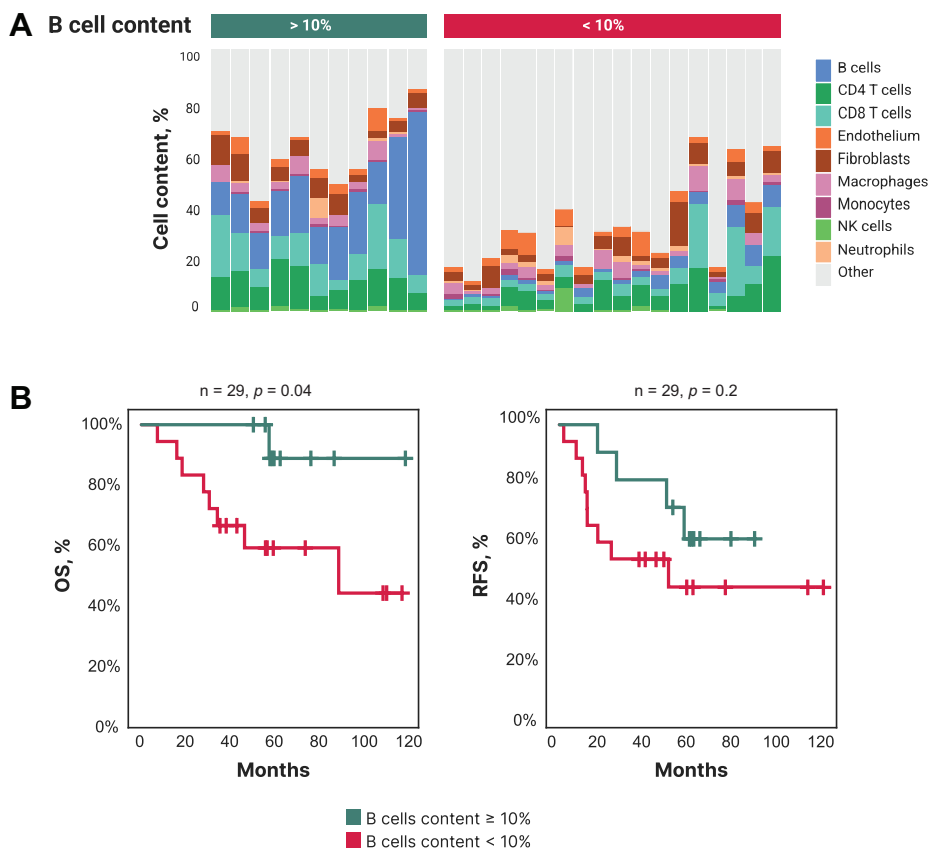 A
B cell content
> 10%
< 10%
Cell content, %
100
80
60
40
20
0
B cells
CD4 T cells
CD8 T cells
Endothelium
Fibroblasts
Macrophages
Monocytes
NK cells
Neutrophils
Other
B
n = 29, p = 0.04
OS, %
100%
80%
60%
40%
20%
0%
0 20 40 60 80 100 120
Months
n = 29, p = 0.2
RFS, %
100%
80%
60%
40%
20%
0%
0 20 40 60 80 100 120
Months
B cells content ≥ 10%
B cells content < 10%